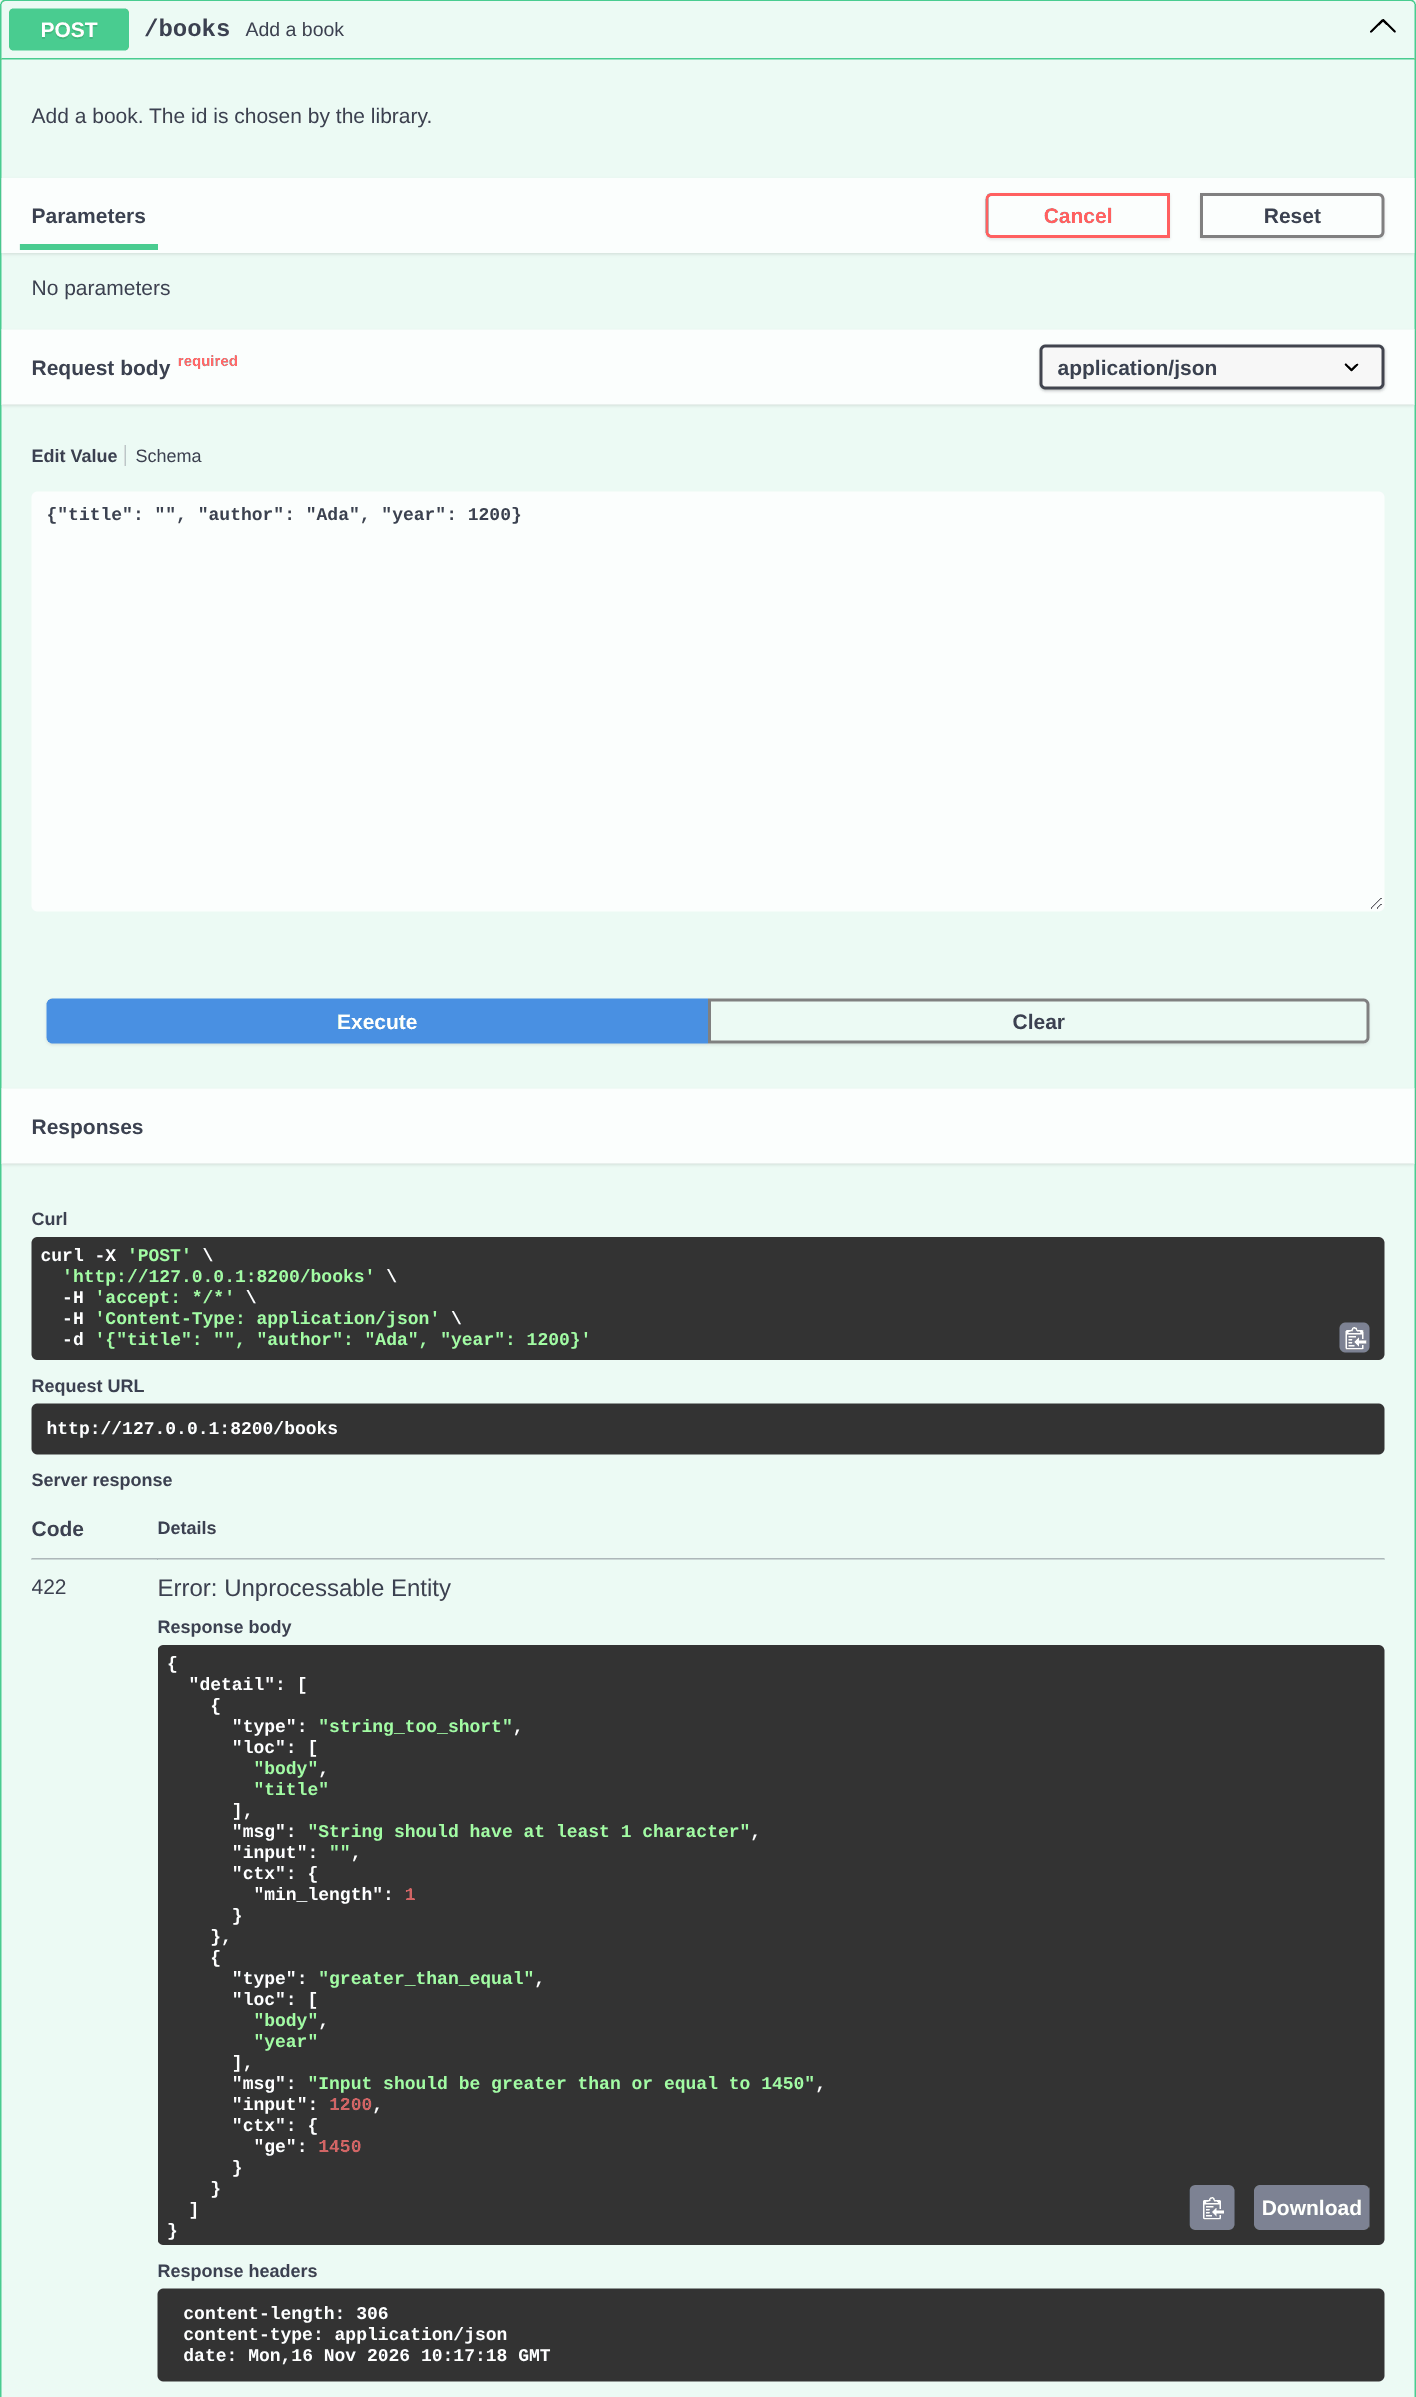 POST /books Add a book
Add a book. The id is chosen by the library.
Parameters Cancel Reset
No parameters
Request body required application/json
Edit Value Schema
{"title": "", "author": "Ada", "year": 1200}
Execute Clear
Responses
Curl
curl -X 'POST' \
  'http://127.0.0.1:8200/books' \
  -H 'accept: */*' \
  -H 'Content-Type: application/json' \
  -d '{"title": "", "author": "Ada", "year": 1200}'
Request URL
http://127.0.0.1:8200/books
Server response
Code Details
422 Error: Unprocessable Entity
Response body
{
  "detail": [
    {
      "type": "string_too_short",
      "loc": [
        "body",
        "title"
      ],
      "msg": "String should have at least 1 character",
      "input": "",
      "ctx": {
        "min_length": 1
      }
    },
    {
      "type": "greater_than_equal",
      "loc": [
        "body",
        "year"
      ],
      "msg": "Input should be greater than or equal to 1450",
      "input": 1200,
      "ctx": {
        "ge": 1450
      }
    }
  ]
}
Download
Response headers
content-length: 306
content-type: application/json
date: Mon,16 Nov 2026 10:17:18 GMT